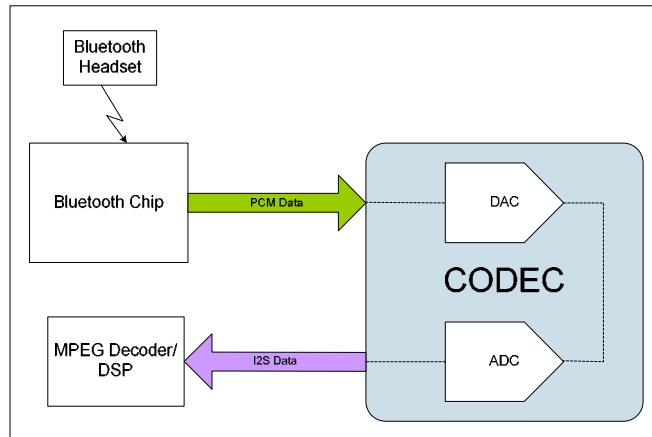 Bluetooth
Headset
Bluetooth Chip
PCM Data
DAC
CODEC
MPEG Decoder/
DSP
I2S Data
ADC